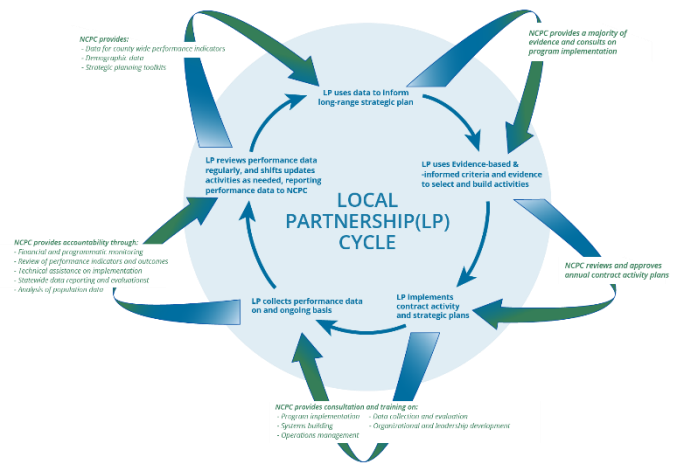 NCPC provides:
- Data for county wide performance indicators
- Demographic data
- Strategic planning toolkits
NCPC provides a majority of
evidence and consults on
program implementation
LP uses data to inform
long-range strategic plan
LP reviews performance data
regularly, and shifts updates
activities as needed, reporting
performance data to NCPC
LP uses Evidence-based &
-informed criteria and evidence
to select and build activities
LOCAL
PARTNERSHIP(LP)
CYCLE
NCPC provides accountability through:
- Financial and programmatic monitoring
- Review of performance indicators and outcomes
- Technical assistance on implementation
- Statewide data reporting and evaluationst
- Analysis of population data
NCPC reviews and approves
annual contract activity plans
LP collects performance data
on and ongoing basis
LP Implements
contract activity
and strategic plans
NCPC provides consultation and training on:
- Program implementation - Data collection and evaluation
- Systems building - Organizational and leadership development
- Operations management